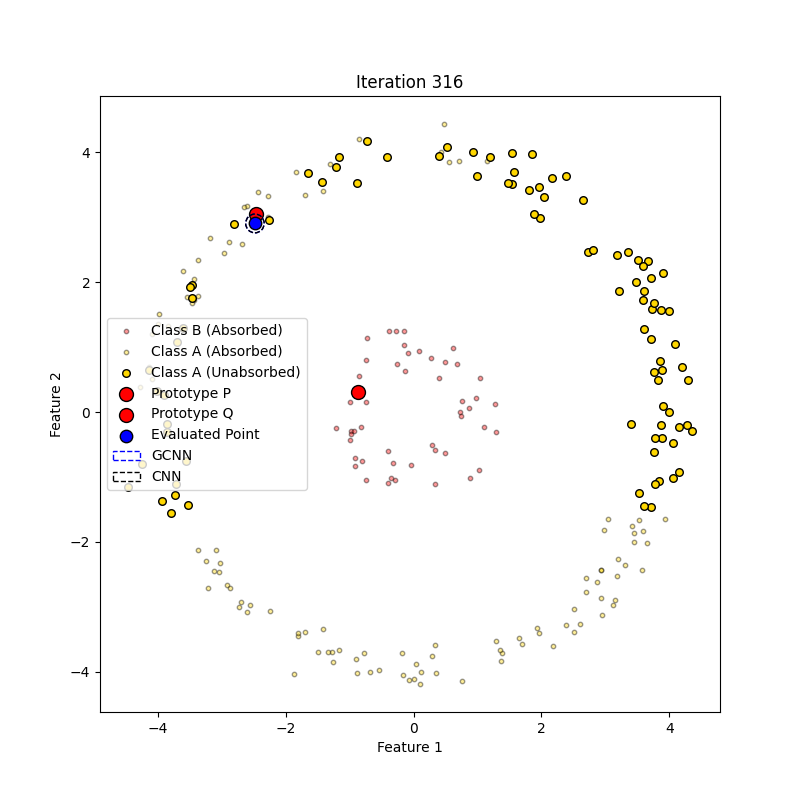 Iteration 316
4
2
0
−2
−4
Feature 2
Class B (Absorbed)
Class A (Absorbed)
Class A (Unabsorbed)
Prototype P
Prototype Q
Evaluated Point
GCNN
CNN
−4
−2
0
2
4
Feature 1